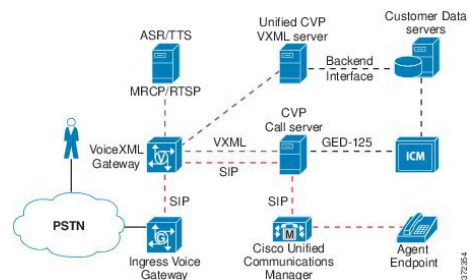 ASR/TTS
Unified CVP
VXML server
Customer Data
servers
Backend
Interface
MRCP/RTSP
CVP
Call server
VoiceXML
Gateway
V
VXML
SIP
GED-125
ICM
SIP
SIP
PSTN
G
M
Ingress Voice
Gateway
Cisco Unified
Communications
Manager
Agent
Endpoint